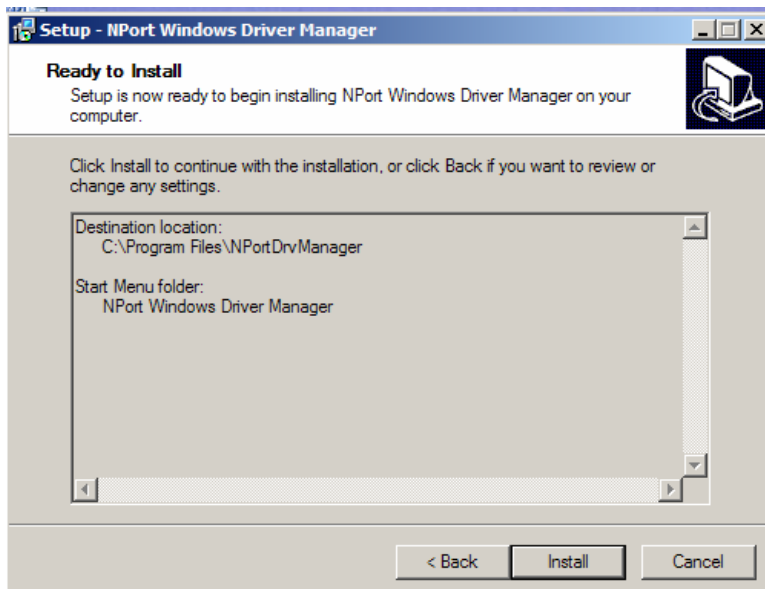 Setup - NPort Windows Driver Manager
Ready to Install
Setup is now ready to begin installing NPort Windows Driver Manager on your
computer.
Click Install to continue with the installation, or click Back if you want to review or
change any settings.
Destination location:
C:\Program Files\NPortDrvManager
Start Menu folder:
NPort Windows Driver Manager
< Back
Install
Cancel